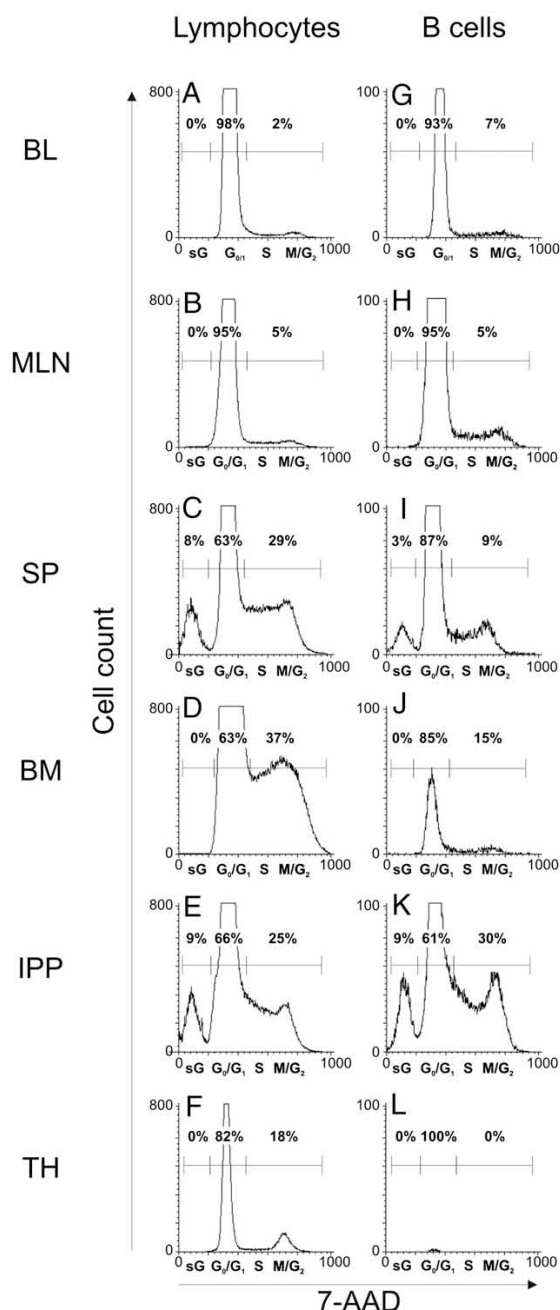 Lymphocytes B cells
BL
A
800
0% 98% 2%
0
0 1000
sG G0/1 S M/G2
G
100
0% 93% 7%
0
0 1000
sG G0/1 S M/G2
MLN
B
800
0% 95% 5%
0
0 1000
sG G0/G1 S M/G2
H
100
0% 95% 5%
0
0 1000
sG G0/G1 S M/G2
SP
C
800
8% 63% 29%
0
0 1000
sG G0/G1 S M/G2
I
100
3% 87% 9%
0
0 1000
sG G0/G1 S M/G2
Cell count
BM
D
800
0% 63% 37%
0
0 1000
sG G0/G1 S M/G2
J
100
0% 85% 15%
0
0 1000
sG G0/G1 S M/G2
IPP
E
800
9% 66% 25%
0
0 1000
sG G0/G1 S M/G2
K
100
9% 61% 30%
0
0 1000
sG G0/G1 S M/G2
TH
F
800
0% 82% 18%
0
0 1000
sG G0/G1 S M/G2
L
100
0% 100% 0%
0
0 1000
sG G0/G1 S M/G2
7-AAD